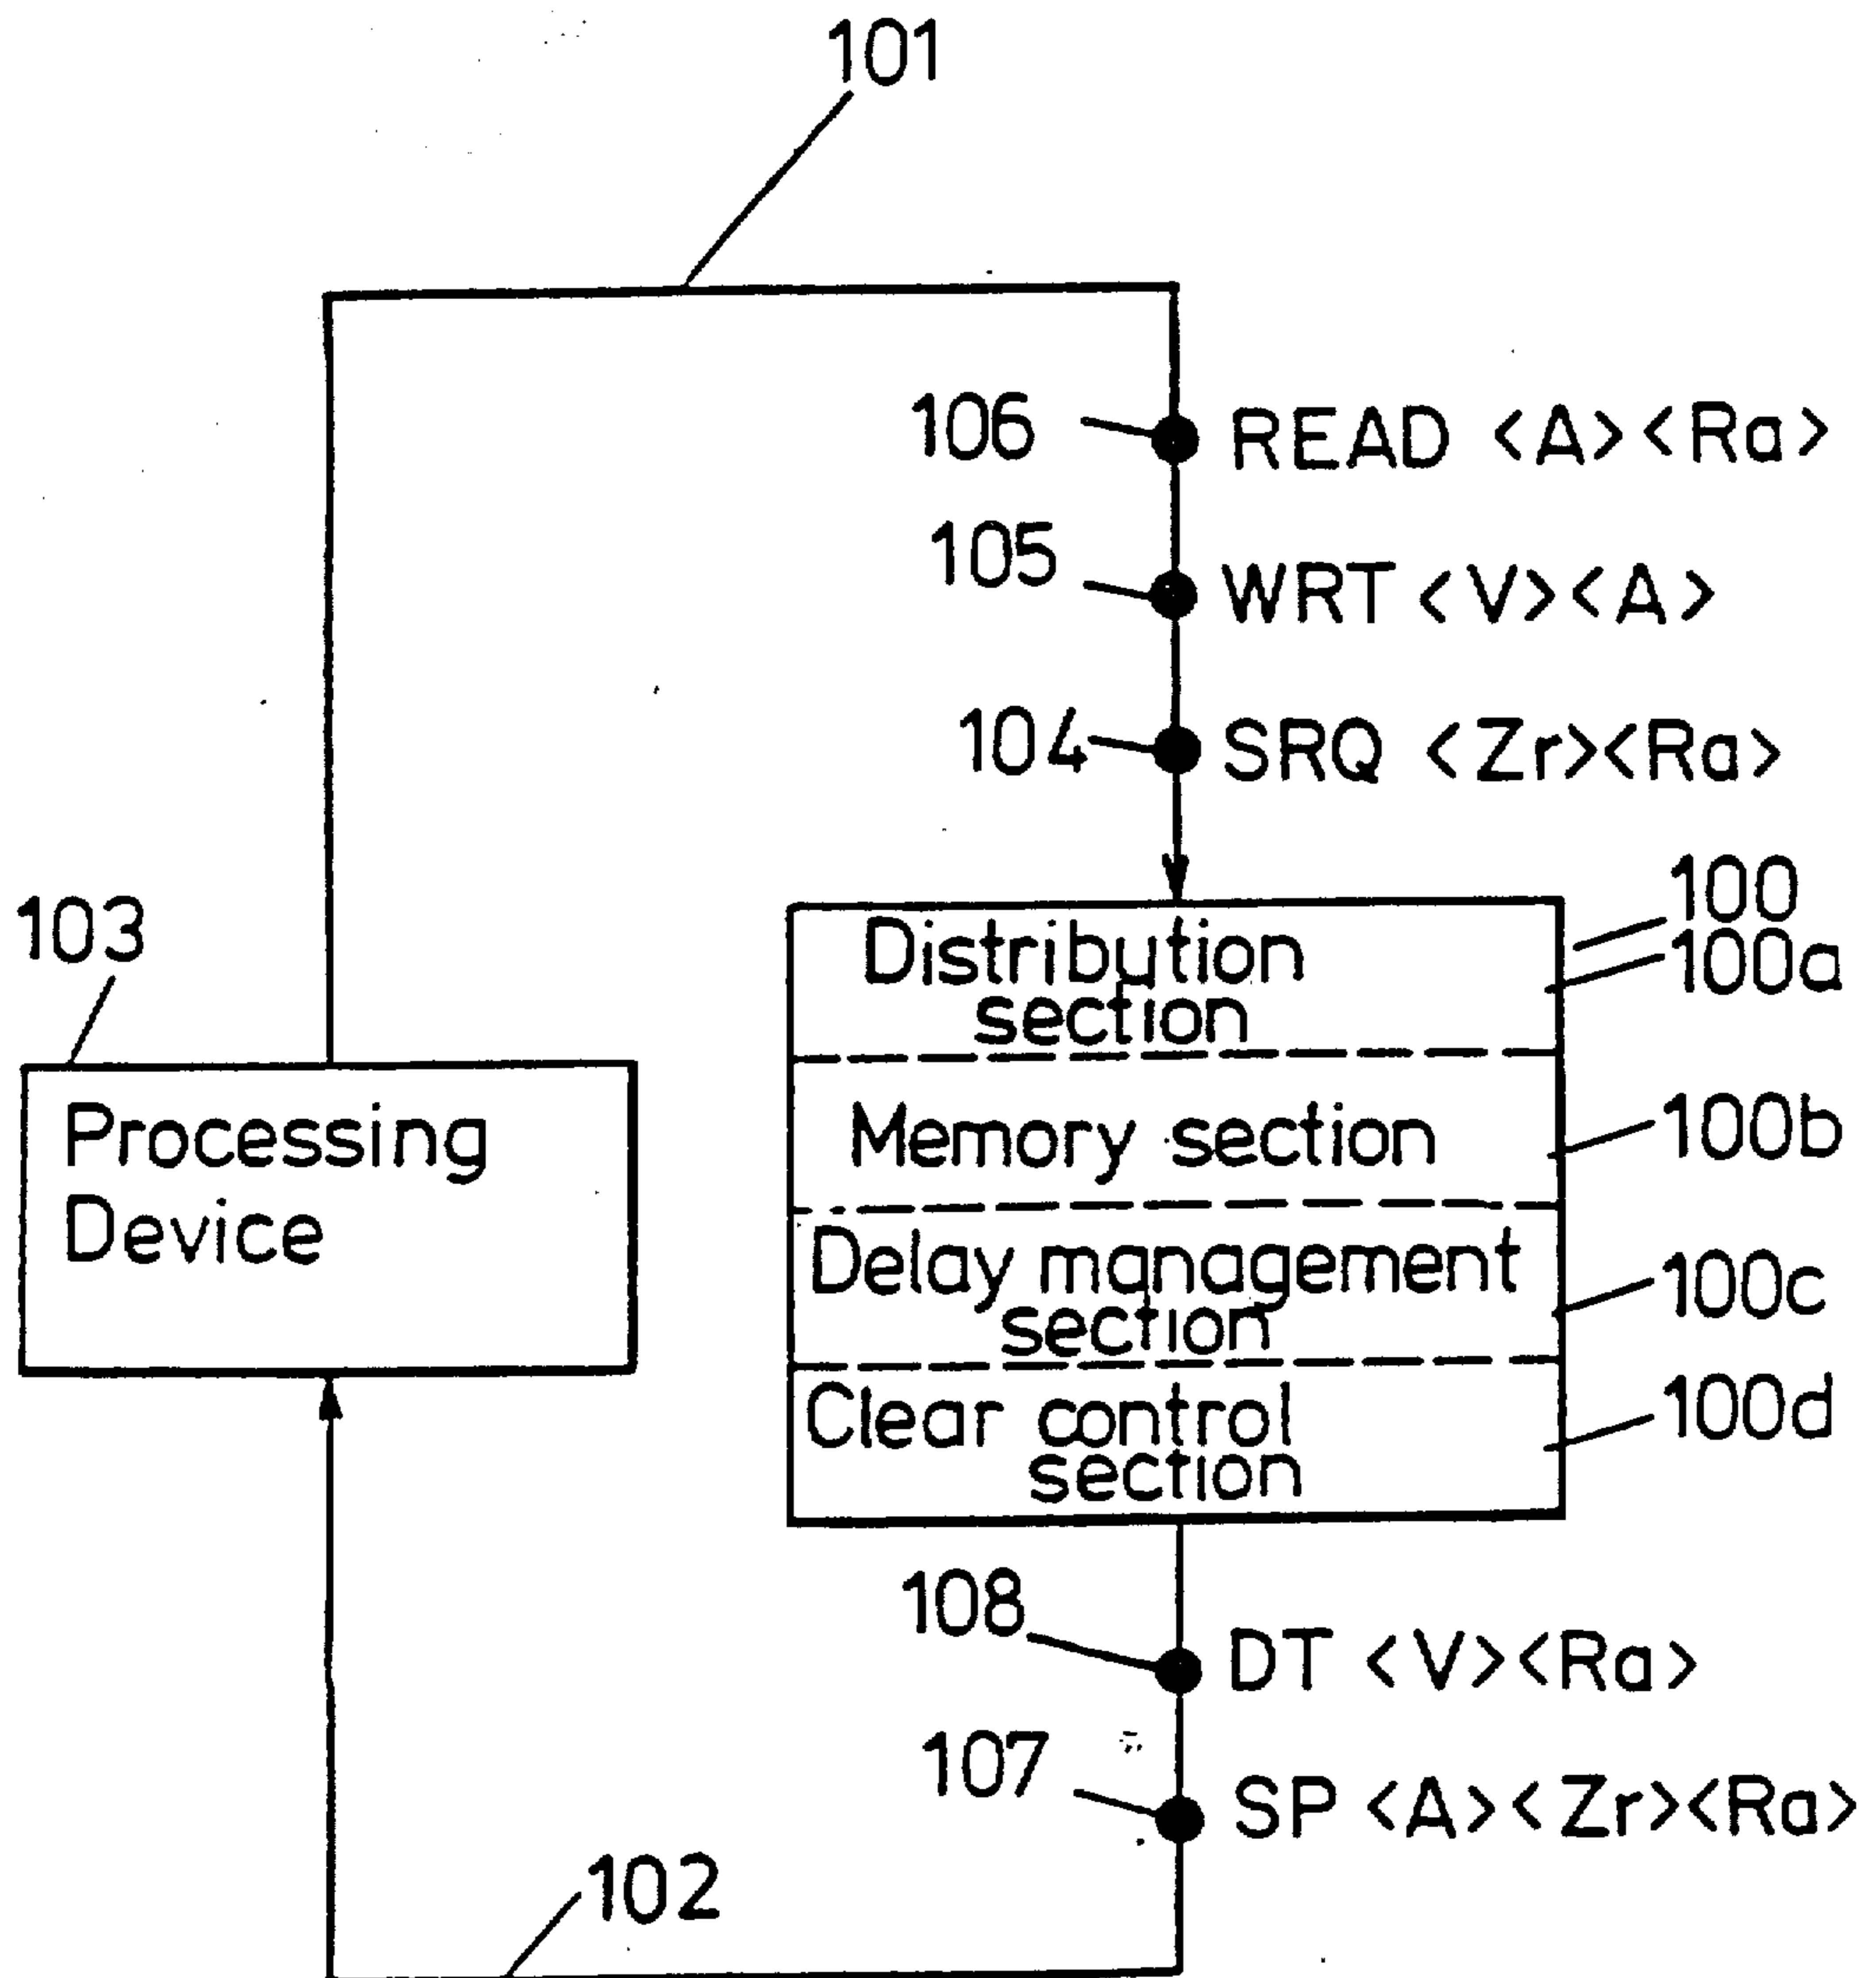 101
106 READ <A><Ra>
105 WRT <V><A>
104 SRQ <Zr><Ra>
100
103
Distribution
section
100a
Processing
Device
Memory section
100b
Delay management
section
100c
Clear control
section
100d
108 DT <V><Ra>
107 SP <A><Zr><Ra>
102